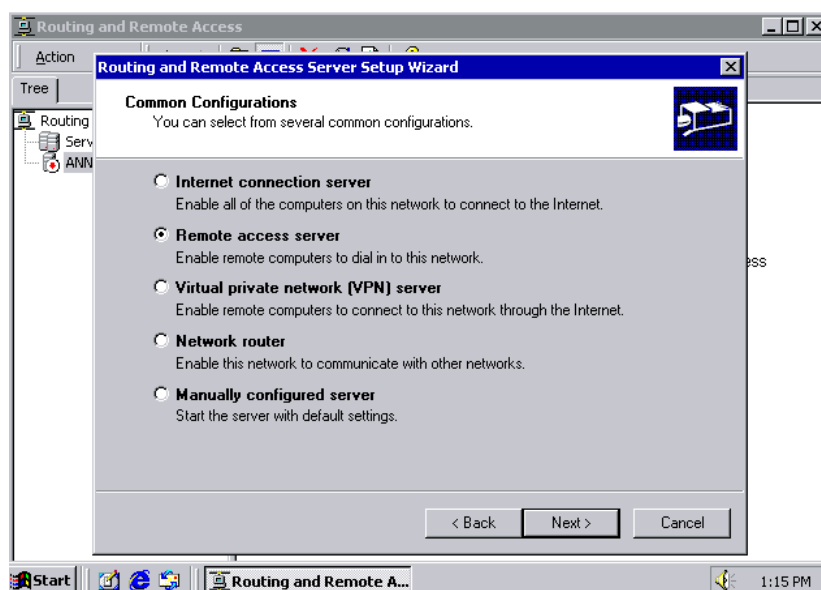 Routing and Remote Access
Action
Routing and Remote Access Server Setup Wizard
Tree
Common Configurations
You can select from several common configurations.
Routing
Serv
ANN
Internet connection server
Enable all of the computers on this network to connect to the Internet.
Remote access server
Enable remote computers to dial in to this network.
ess
Virtual private network (VPN) server
Enable remote computers to connect to this network through the Internet.
Network router
Enable this network to communicate with other networks.
Manually configured server
Start the server with default settings.
< Back Next > Cancel
Start Routing and Remote A... 1:15 PM